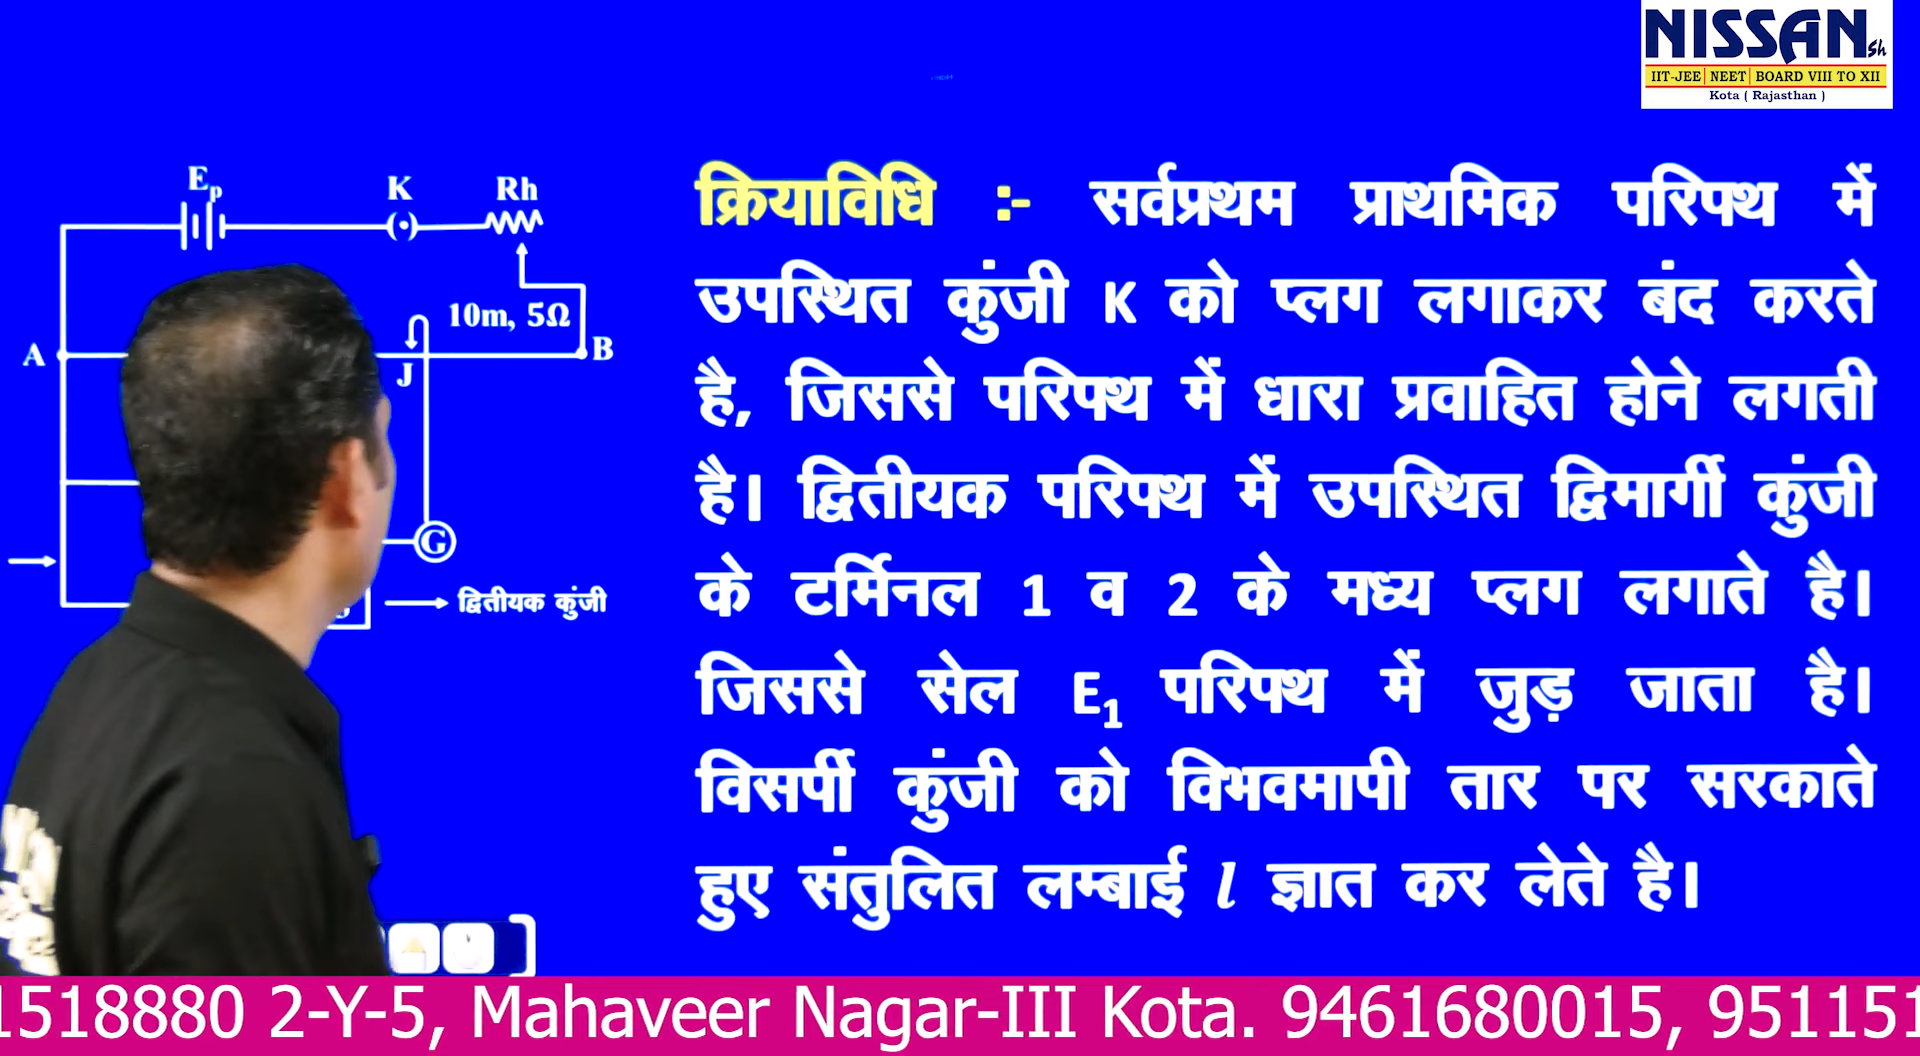 NISSAN Sh
IIT-JEE | NEET | BOARD VIII TO XII
Kota ( Rajasthan )
Ep
K
Rh
10m, 5Ω
A
J
B
G
द्वितीयक कुंजी
क्रियाविधि :- सर्वप्रथम प्राथमिक परिपथ में
उपस्थित कुंजी K को प्लग लगाकर बंद करते
है, जिससे परिपथ में धारा प्रवाहित होने लगती
है। द्वितीयक परिपथ में उपस्थित द्विमार्गी कुंजी
के टर्मिनल 1 व 2 के मध्य प्लग लगाते है।
जिससे सेल E₁ परिपथ में जुड़ जाता है।
विसर्पी कुंजी को विभवमापी तार पर सरकाते
हुए संतुलित लम्बाई l ज्ञात कर लेते है।
1518880 2-Y-5, Mahaveer Nagar-III Kota. 9461680015, 951151